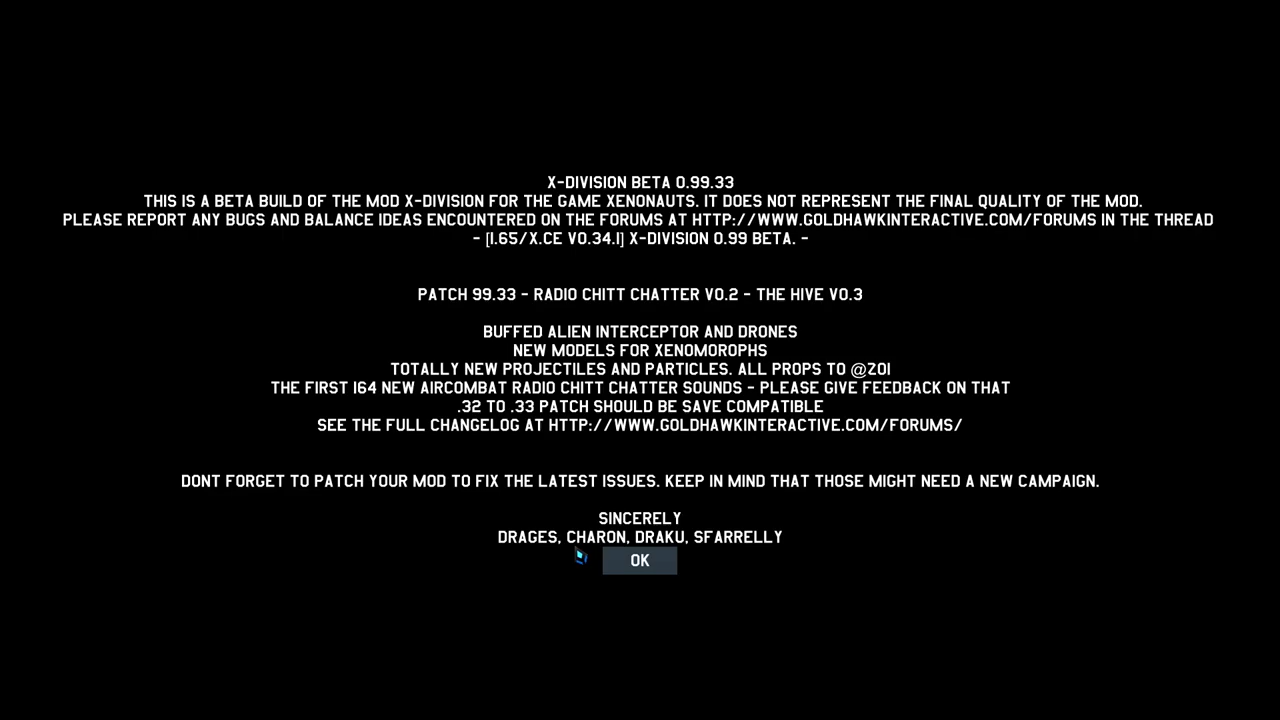 X-DIVISION BETA 0.99.33
THIS IS A BETA BUILD OF THE MOD X-DIVISION FOR THE GAME XENONAUTS. IT DOES NOT REPRESENT THE FINAL QUALITY OF THE MOD.
PLEASE REPORT ANY BUGS AND BALANCE IDEAS ENCOUNTERED ON THE FORUMS AT HTTP://WWW.GOLDHAWKINTERACTIVE.COM/FORUMS IN THE THREAD
- [1.65/X.CE V0.34.1] X-DIVISION 0.99 BETA. -
PATCH 99.33 - RADIO CHITT CHATTER V0.2 - THE HIVE V0.3
BUFFED ALIEN INTERCEPTOR AND DRONES
NEW MODELS FOR XENOMOROPHS
TOTALLY NEW PROJECTILES AND PARTICLES. ALL PROPS TO @ZOI
THE FIRST 164 NEW AIRCOMBAT RADIO CHITT CHATTER SOUNDS - PLEASE GIVE FEEDBACK ON THAT
.32 TO .33 PATCH SHOULD BE SAVE COMPATIBLE
SEE THE FULL CHANGELOG AT HTTP://WWW.GOLDHAWKINTERACTIVE.COM/FORUMS/
DONT FORGET TO PATCH YOUR MOD TO FIX THE LATEST ISSUES. KEEP IN MIND THAT THOSE MIGHT NEED A NEW CAMPAIGN.
SINCERELY
DRAGES, CHARON, DRAKU, SFARRELLY
OK